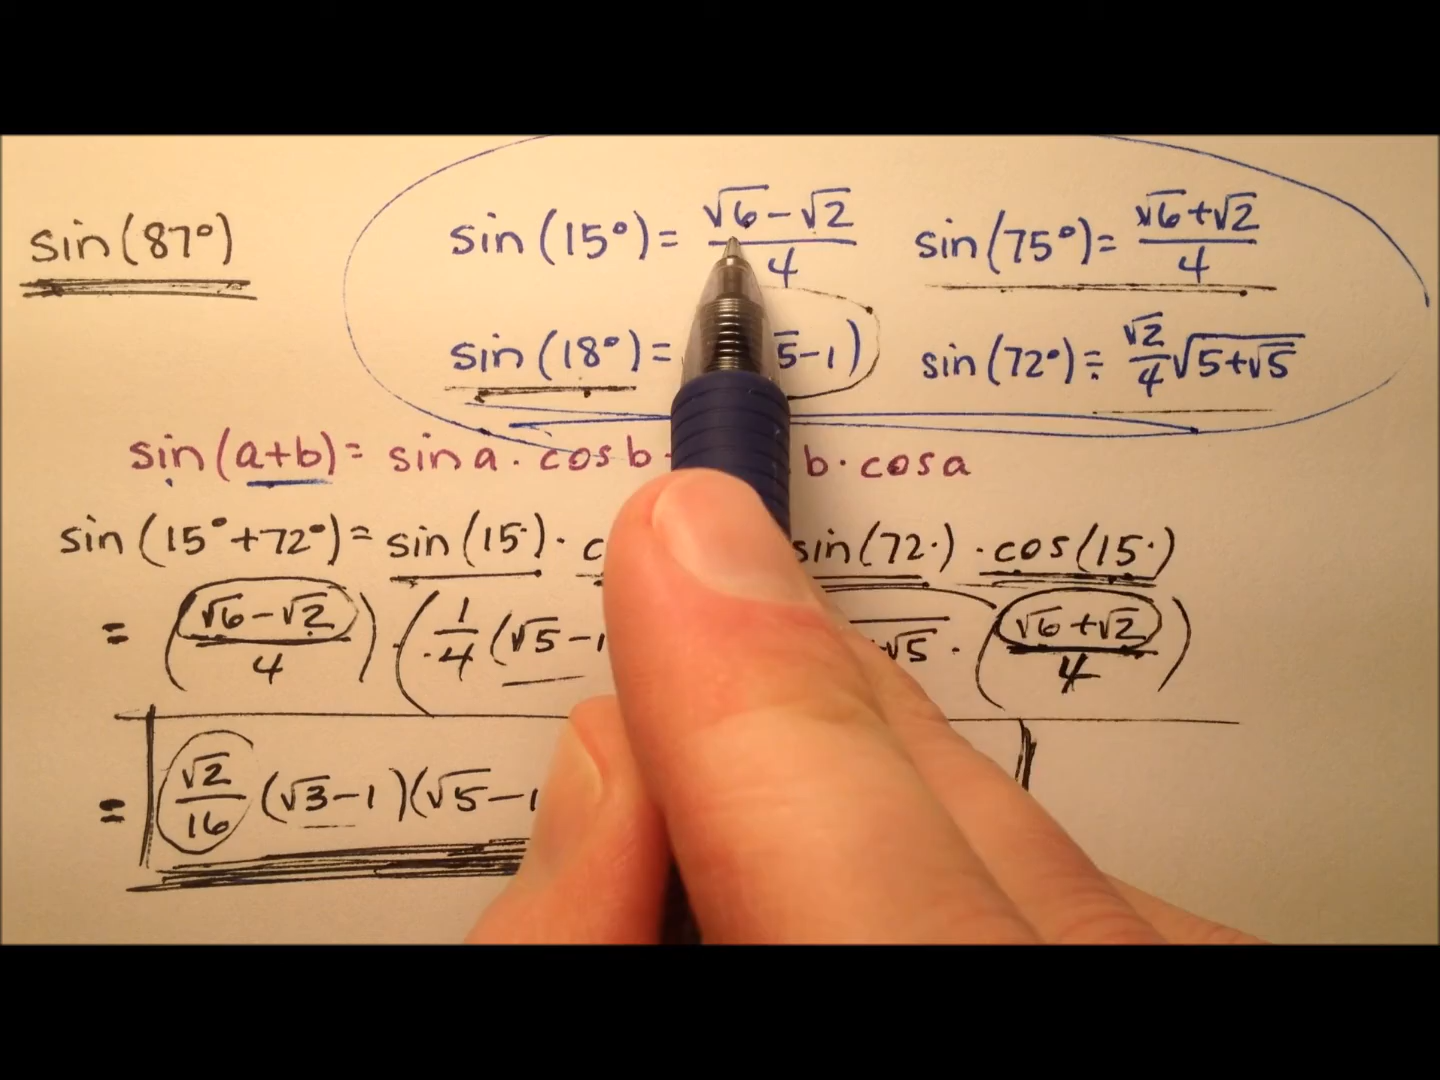 sin(87°)
sin(15°) = √6 - √2 / 4
sin(75°) = √6 + √2 / 4
sin(18°) = 5 - 1)
sin(72°) = √2/4 √(5 + √5)
sin(a+b) = sin a · cos b · b · cos a
sin(15° + 72°) = sin(15°) · c sin(72°) · cos(15°)
= (√6 - √2 / 4) · (1/4 (√5 - 1 √5 · (√6 + √2 / 4)
= √2/16 (√3 - 1)(√5 - 1